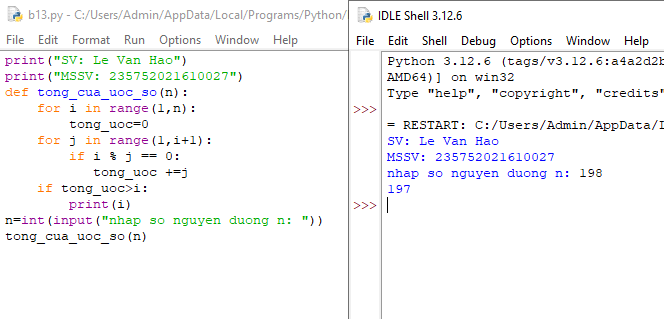 b13.py - C:/Users/Admin/AppData/Local/Programs/Python/
File Edit Format Run Options Window Help
print("SV: Le Van Hao")
print("MSSV: 235752021610027")
def tong_cua_uoc_so(n):
    for i in range(1,n):
        tong_uoc=0
    for j in range(1,i+1):
        if i % j == 0:
           tong_uoc +=j
    if tong_uoc>i:
        print(i)
n=int(input("nhap so nguyen duong n: "))
tong_cua_uoc_so(n)
IDLE Shell 3.12.6
File Edit Shell Debug Options Window Help
Python 3.12.6 (tags/v3.12.6:a4a2d2b
AMD64)] on win32
Type "help", "copyright", "credits"
>>>
= RESTART: C:/Users/Admin/AppData/
SV: Le Van Hao
MSSV: 235752021610027
nhap so nguyen duong n: 198
197
>>>